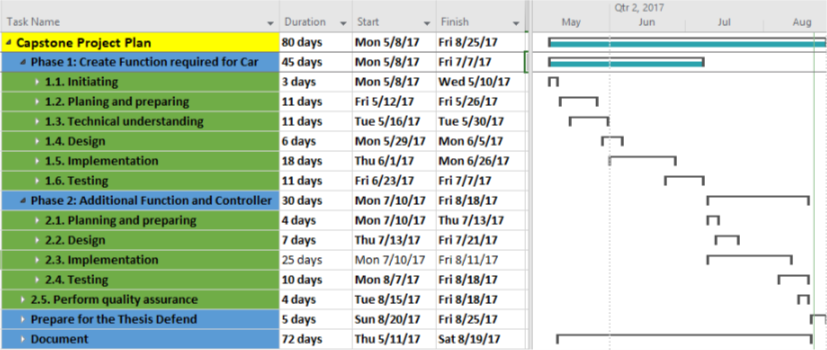 Qtr 2, 2017
Task Name Duration Start Finish May Jun Jul Aug
Capstone Project Plan 80 days Mon 5/8/17 Fri 8/25/17
Phase 1: Create Function required for Car 45 days Mon 5/8/17 Fri 7/7/17
1.1. Initiating 3 days Mon 5/8/17 Wed 5/10/17
1.2. Planing and preparing 11 days Fri 5/12/17 Fri 5/26/17
1.3. Technical understanding 11 days Tue 5/16/17 Tue 5/30/17
1.4. Design 6 days Mon 5/29/17 Mon 6/5/17
1.5. Implementation 18 days Thu 6/1/17 Mon 6/26/17
1.6. Testing 11 days Fri 6/23/17 Fri 7/7/17
Phase 2: Additional Function and Controller 30 days Mon 7/10/17 Fri 8/18/17
2.1. Planning and preparing 4 days Mon 7/10/17 Thu 7/13/17
2.2. Design 7 days Thu 7/13/17 Fri 7/21/17
2.3. Implementation 25 days Mon 7/10/17 Fri 8/11/17
2.4. Testing 10 days Mon 8/7/17 Fri 8/18/17
2.5. Perform quality assurance 4 days Tue 8/15/17 Fri 8/18/17
Prepare for the Thesis Defend 5 days Sun 8/20/17 Fri 8/25/17
Document 72 days Thu 5/11/17 Sat 8/19/17